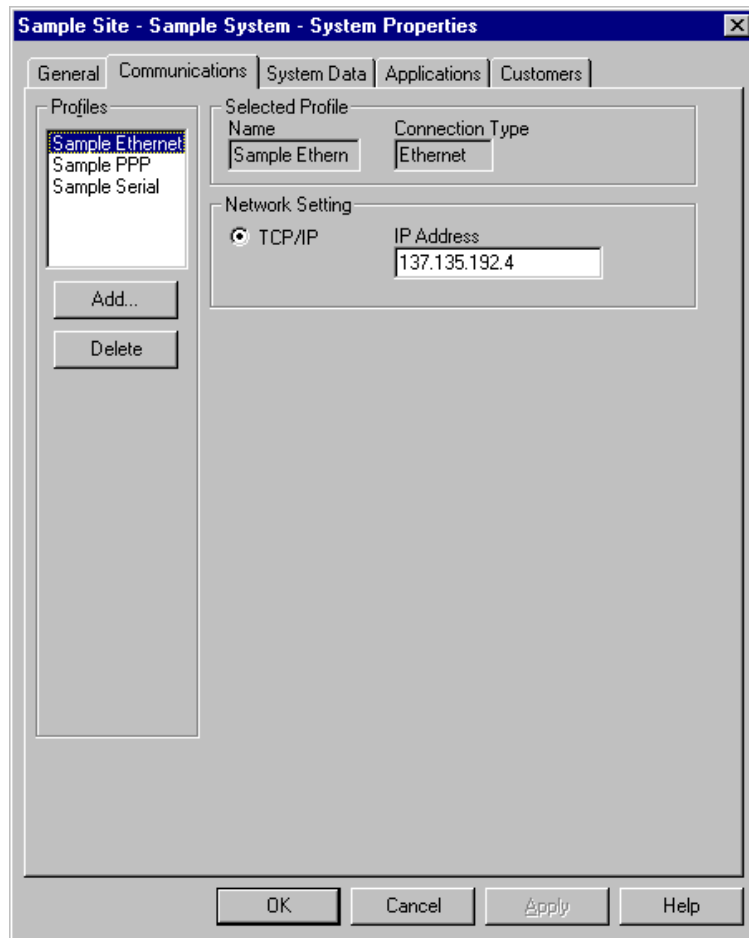 Sample Site - Sample System - System Properties
General Communications System Data Applications Customers
Profiles
Sample Ethernet
Sample PPP
Sample Serial
Add...
Delete
Selected Profile
Name Connection Type
Sample Ethern Ethernet
Network Setting
TCP/IP IP Address
137.135.192.4
OK Cancel Apply Help